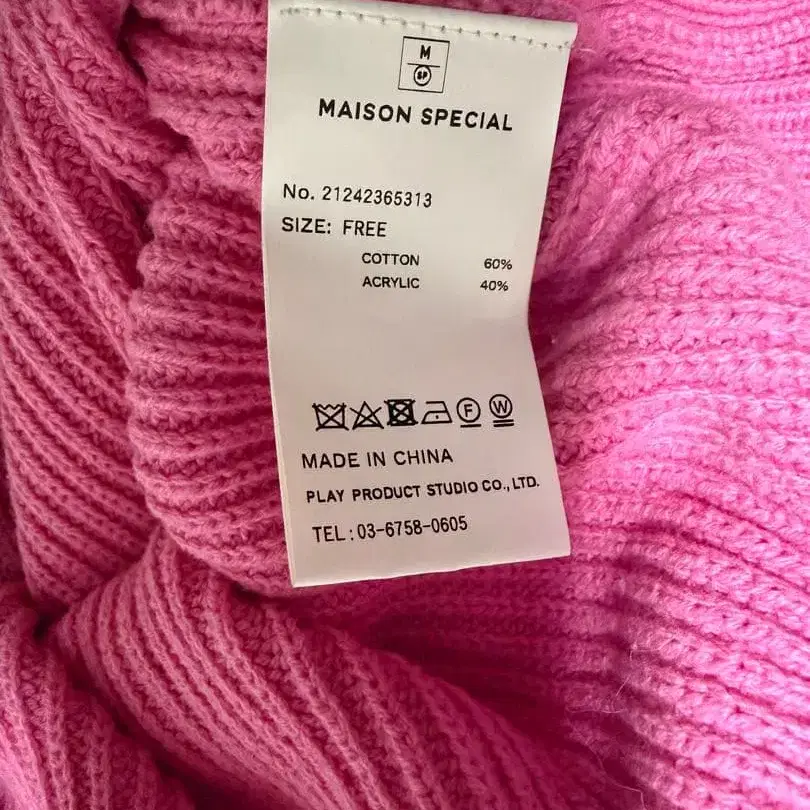 M
SP
MAISON SPECIAL
No. 21242365313
SIZE: FREE
COTTON 60%
ACRYLIC 40%
F W
MADE IN CHINA
PLAY PRODUCT STUDIO CO., LTD.
TEL : 03-6758-0605